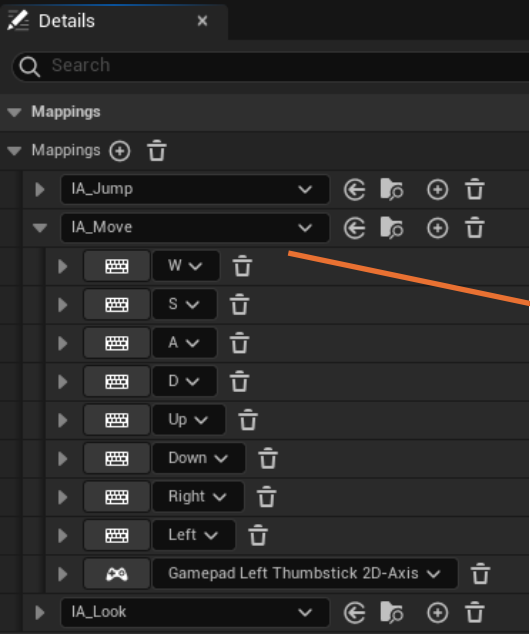 Details
Search
Mappings
Mappings
IA_Jump
IA_Move
W
S
A
D
Up
Down
Right
Left
Gamepad Left Thumbstick 2D-Axis
IA_Look